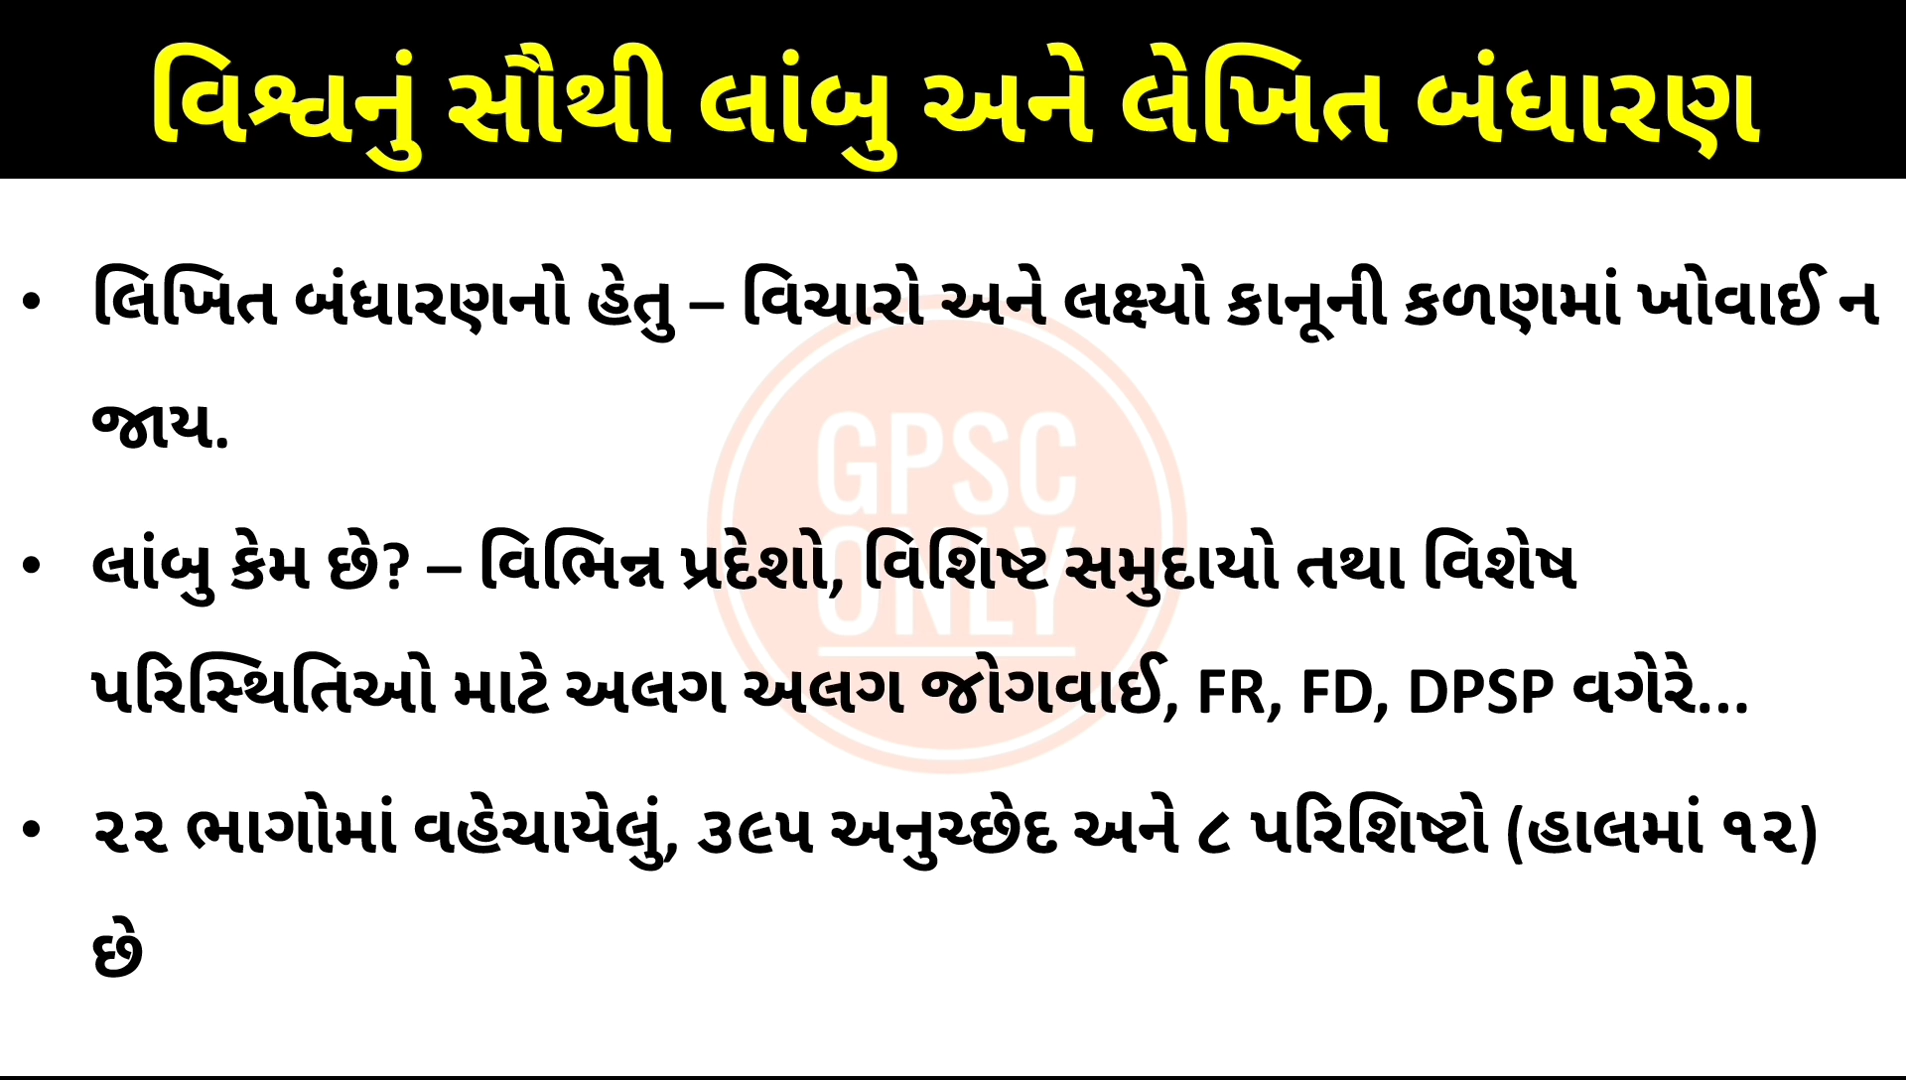 વિશ્વનું સૌથી લાંબુ અને લેખિત બંધારણ
• લિખિત બંધારણનો હેતુ – વિચારો અને લક્ષ્યો કાનૂની કળણમાં ખોવાઈ ન
જાય.
• લાંબુ કેમ છે? – વિભિન્ન પ્રદેશો, વિશિષ્ટ સમુદાયો તથા વિશેષ
પરિસ્થિતિઓ માટે અલગ અલગ જોગવાઈ, FR, FD, DPSP વગેરે...
• ૨૨ ભાગોમાં વહેચાયેલું, ૩૯૫ અનુચ્છેદ અને ૮ પરિશિષ્ટો (હાલમાં ૧૨)
છે
GPSC
ONLY